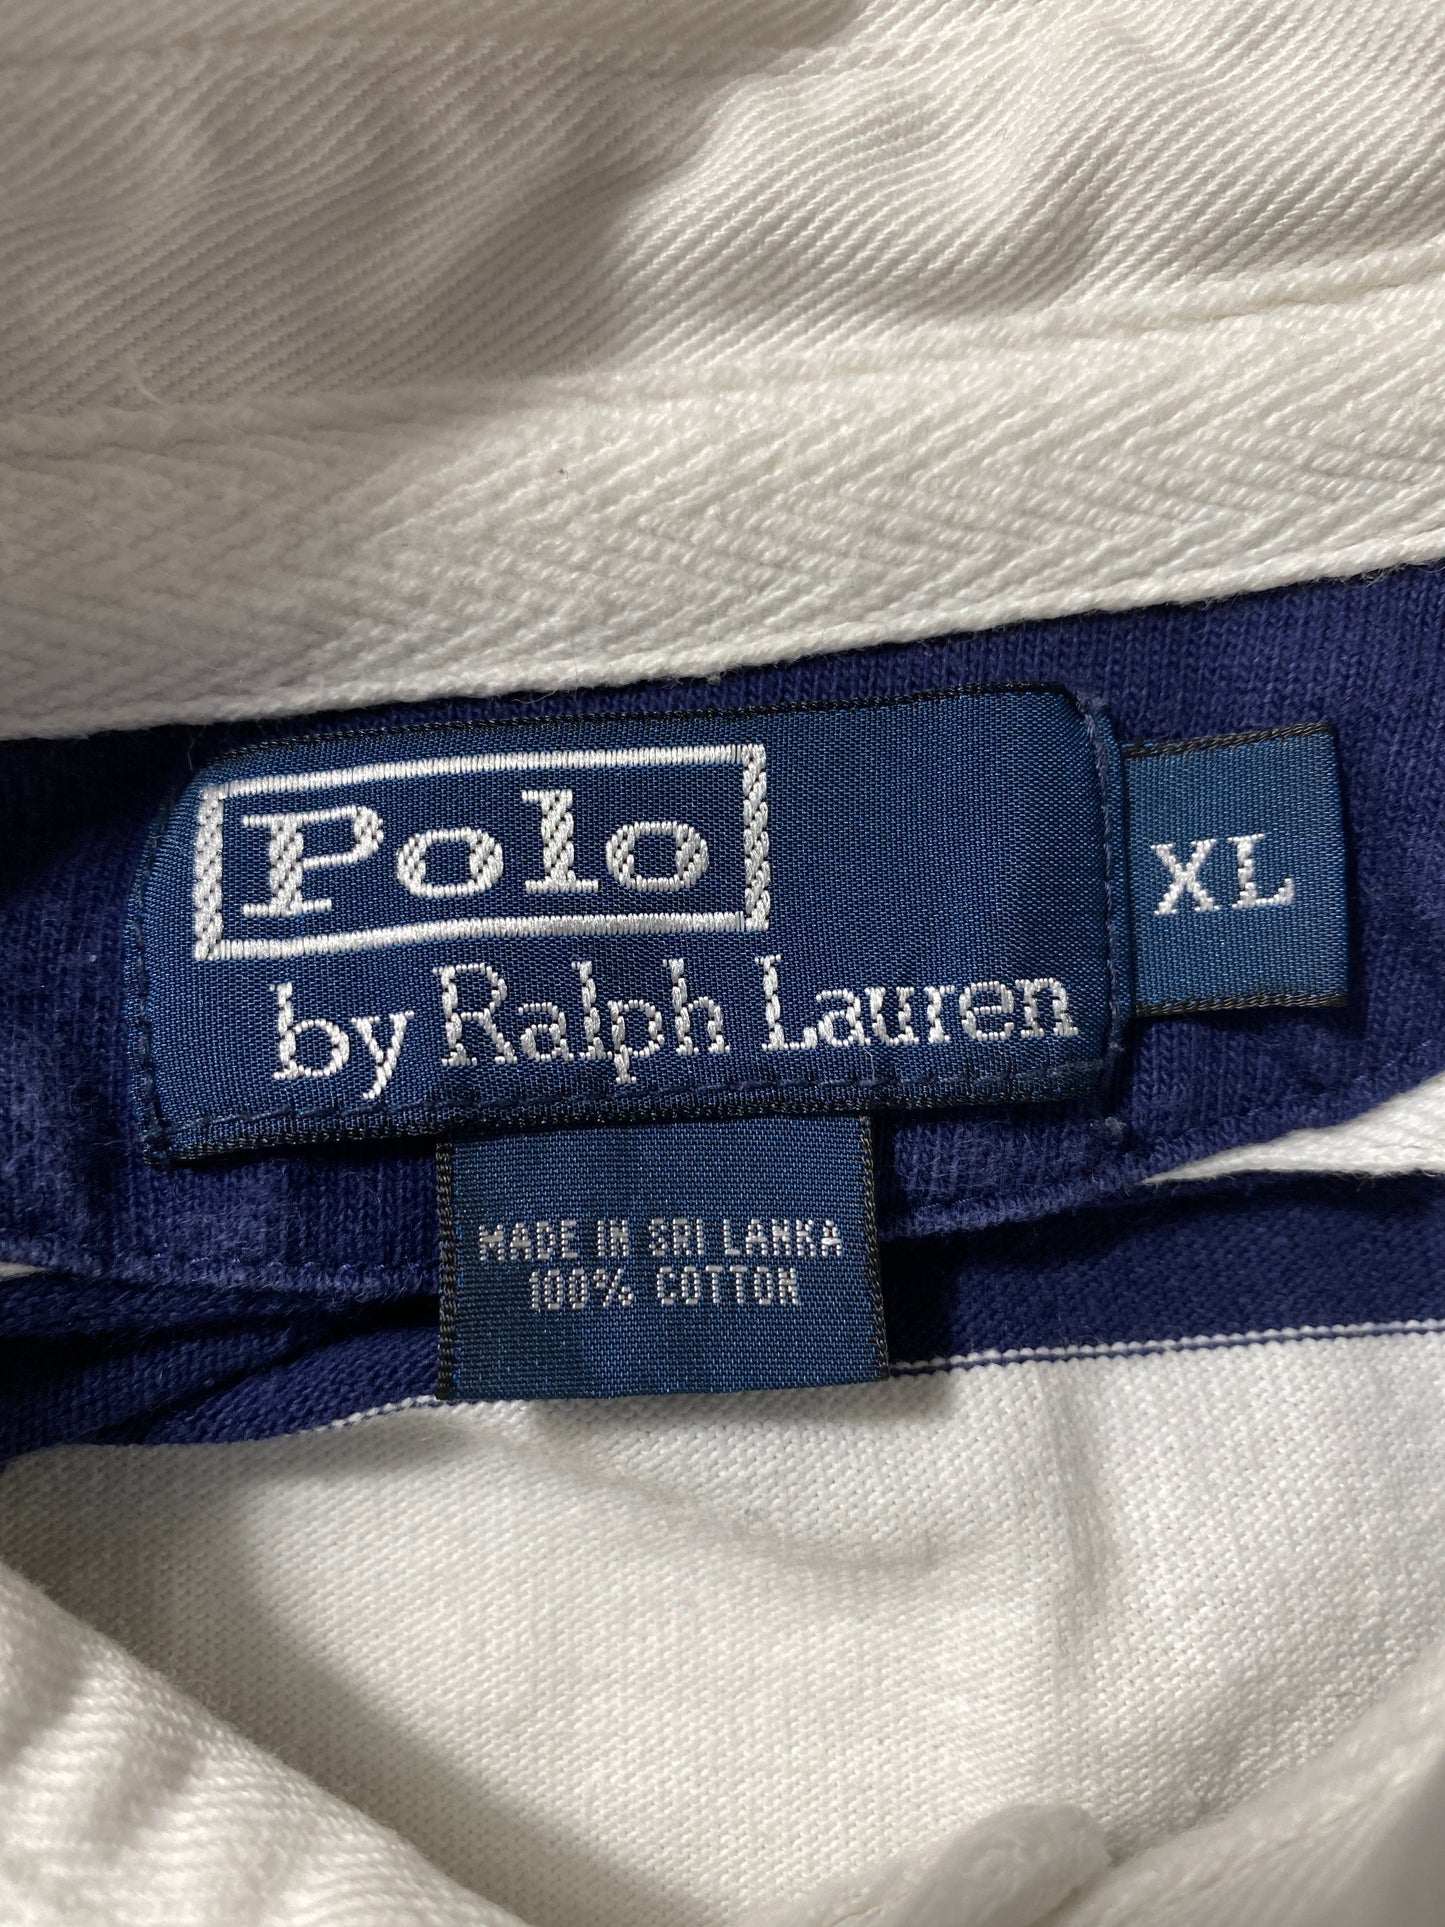 Polo
by Ralph Lauren
XL
MADE IN SRI LANKA
100% COTTON